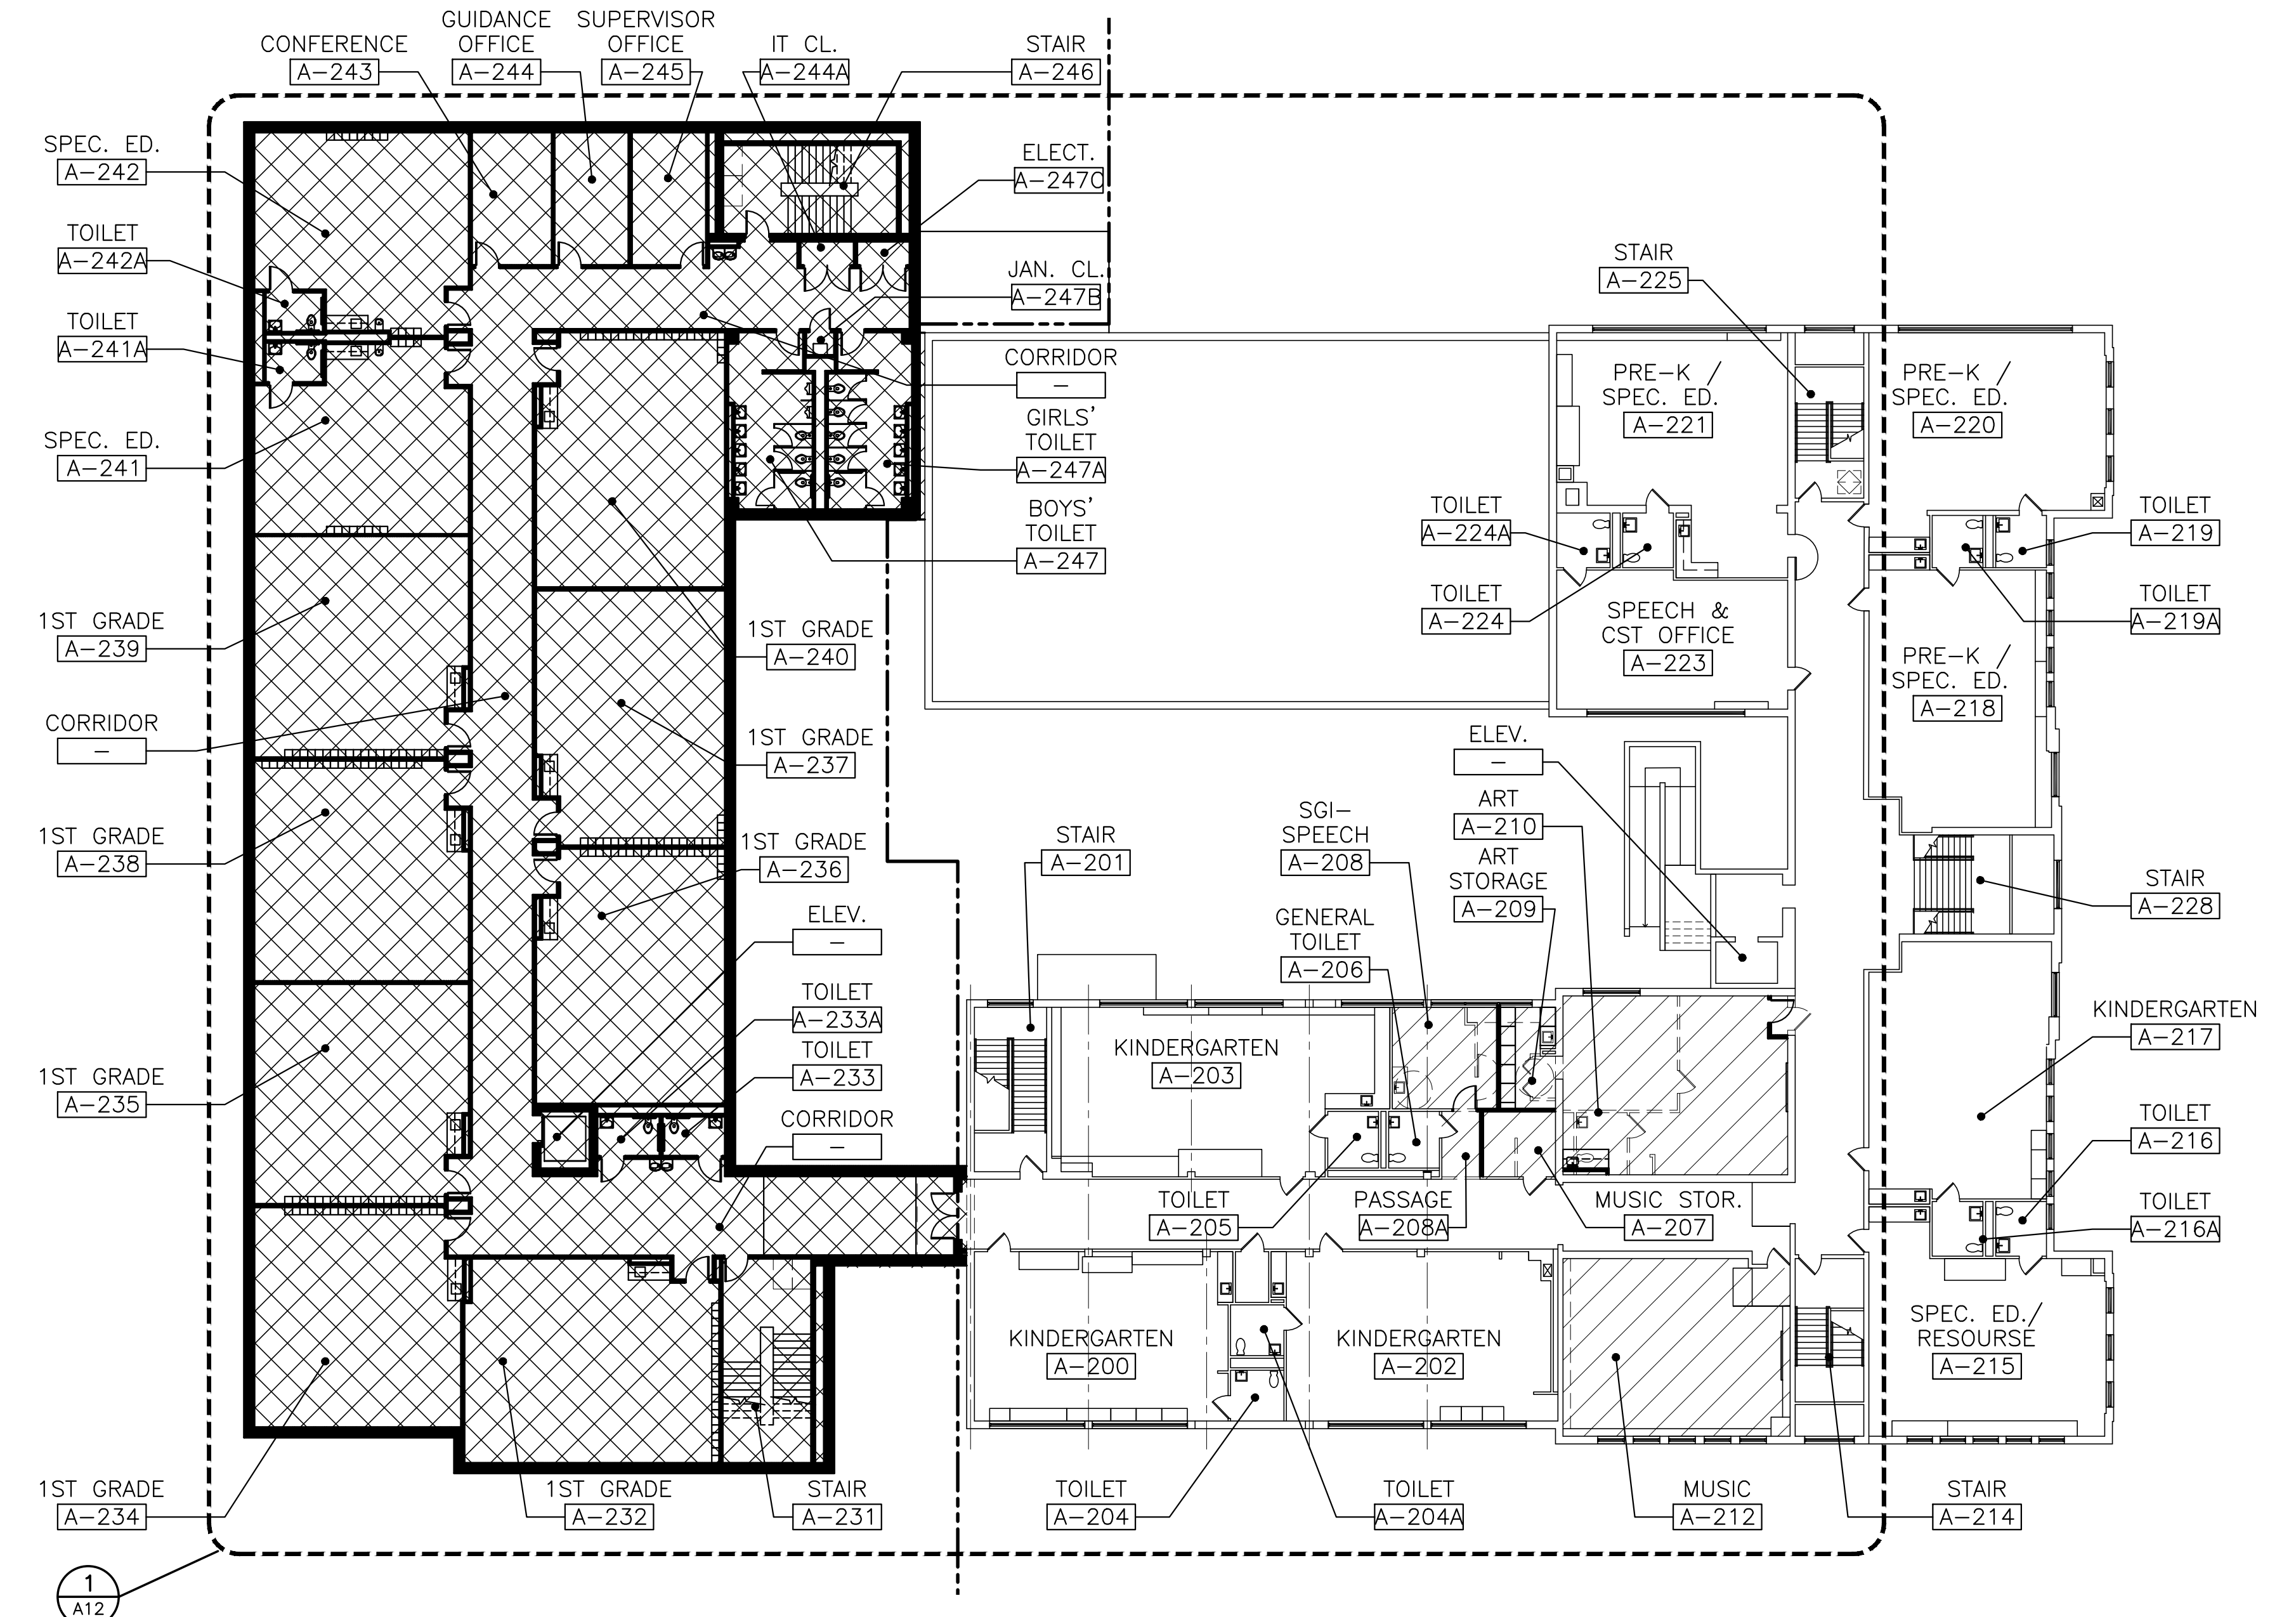 GUIDANCE
OFFICE
A-244
SUPERVISOR
OFFICE
A-245
CONFERENCE
A-243
IT CL.
A-244A
STAIR
A-246
SPEC. ED.
A-242
TOILET
A-242A
TOILET
A-241A
SPEC. ED.
A-241
1ST GRADE
A-239
CORRIDOR
-
1ST GRADE
A-238
1ST GRADE
A-235
1ST GRADE
A-234
1
A12
ELECT.
A-247C
JAN. CL.
A-247B
CORRIDOR
-
GIRLS'
TOILET
A-247A
BOYS'
TOILET
A-247
1ST GRADE
A-240
1ST GRADE
A-237
1ST GRADE
A-236
ELEV.
-
TOILET
A-233A
TOILET
A-233
CORRIDOR
-
1ST GRADE
A-232
STAIR
A-231
STAIR
A-225
PRE-K /
SPEC. ED.
A-221
PRE-K /
SPEC. ED.
A-220
TOILET
A-224A
TOILET
A-224
TOILET
A-219
TOILET
A-219A
SPEECH &
CST OFFICE
A-223
PRE-K /
SPEC. ED.
A-218
ELEV.
-
ART
A-210
ART
STORAGE
A-209
SGI-
SPEECH
A-208
GENERAL
TOILET
A-206
STAIR
A-201
STAIR
A-228
KINDERGARTEN
A-203
KINDERGARTEN
A-217
TOILET
A-216
TOILET
A-216A
TOILET
A-205
PASSAGE
A-208A
MUSIC STOR.
A-207
KINDERGARTEN
A-200
KINDERGARTEN
A-202
SPEC. ED./
RESOURSE
A-215
TOILET
A-204
TOILET
A-204A
MUSIC
A-212
STAIR
A-214